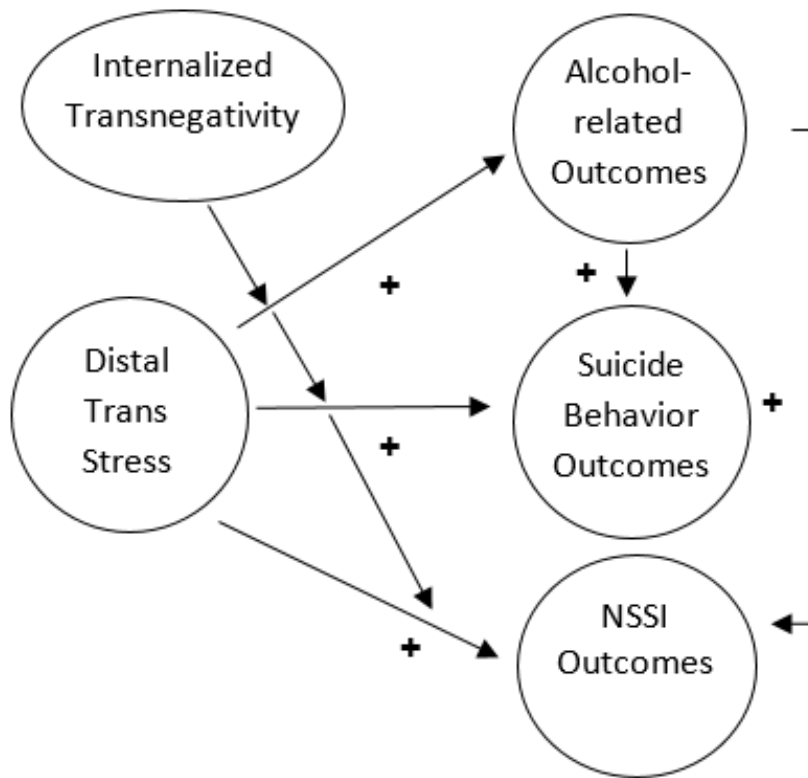 Internalized
Transnegativity
Alcohol-
related
Outcomes
+
+
Distal
Trans
Stress
Suicide
Behavior
Outcomes
+
+
NSSI
Outcomes
+